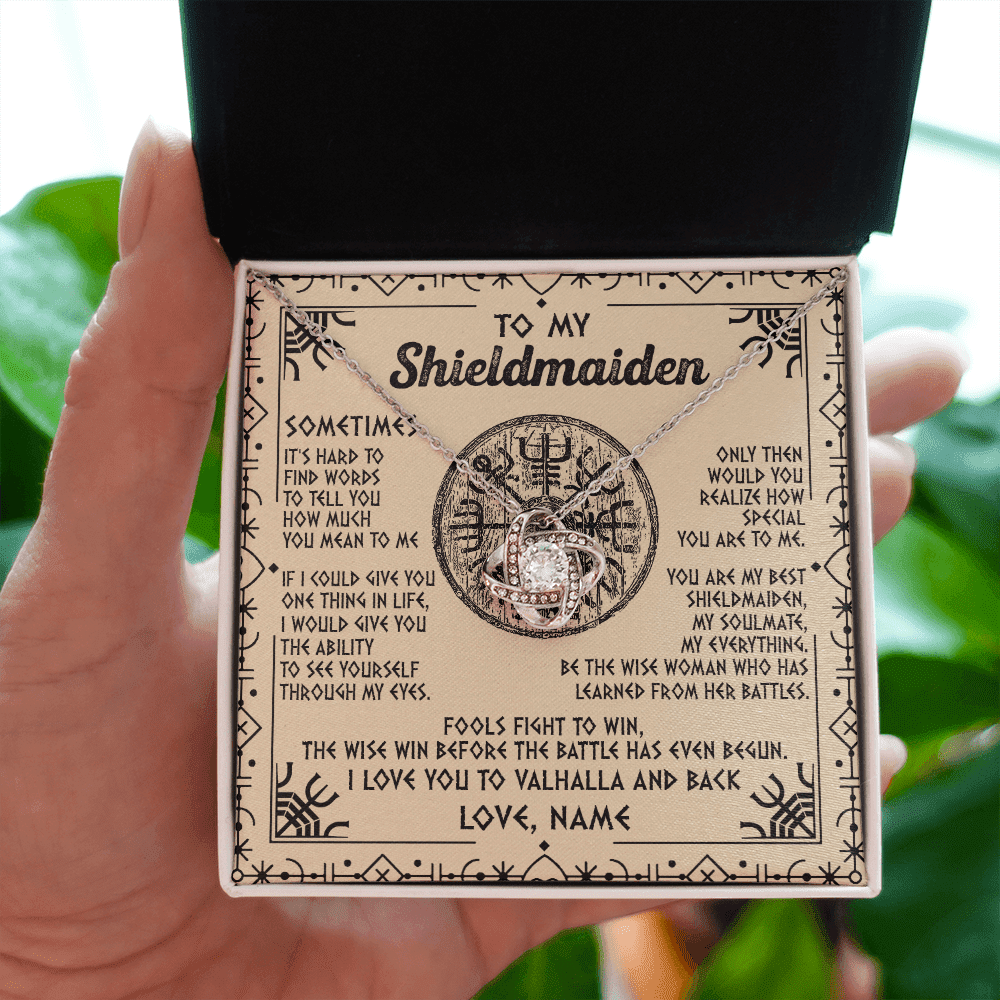 TO MY
Shieldmaiden
SOMETIMES
IT'S HARD TO
FIND WORDS
TO TELL YOU
HOW MUCH
YOU MEAN TO ME
IF I COULD GIVE YOU
ONE THING IN LIFE,
I WOULD GIVE YOU
THE ABILITY
TO SEE YOURSELF
THROUGH MY EYES.
ONLY THEN
WOULD YOU
REALIZE HOW
SPECIAL
YOU ARE TO ME.
YOU ARE MY BEST
SHIELDMAIDEN,
MY SOULMATE,
MY EVERYTHING.
BE THE WISE WOMAN WHO HAS
LEARNED FROM HER BATTLES.
FOOLS FIGHT TO WIN,
THE WISE WIN BEFORE THE BATTLE HAS EVEN BEGUN.
I LOVE YOU TO VALHALLA AND BACK
LOVE, NAME